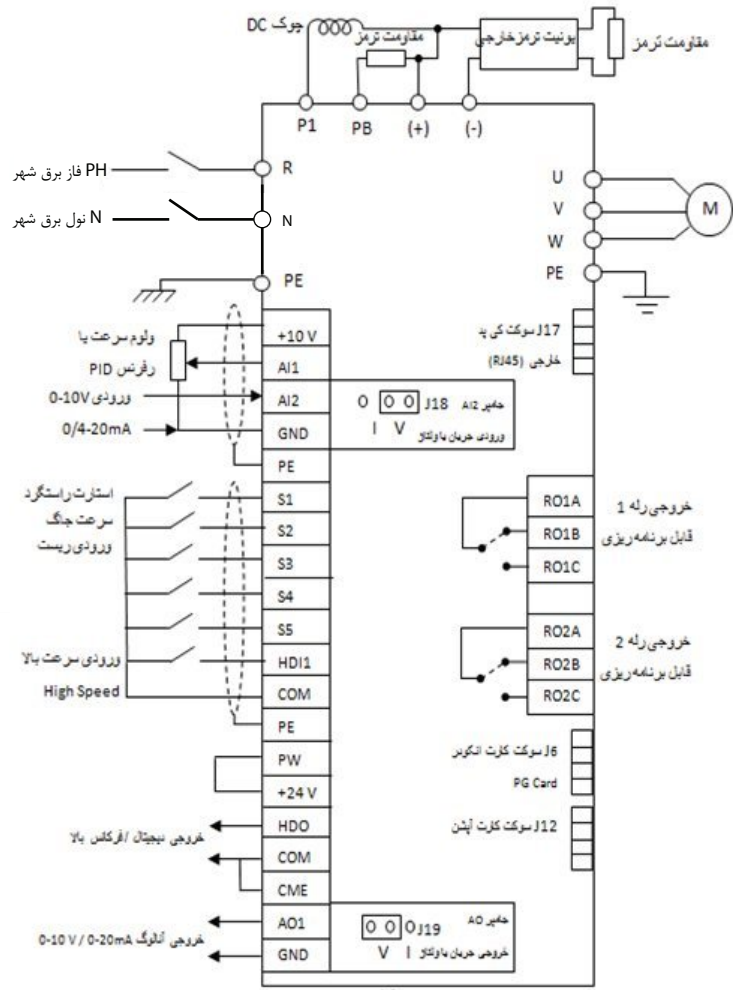 چوک DC
مقاومت ترمز
یونیت ترمز خارجی
مقاومت ترمز
P1
PB
(+)
(-)
PH فاز برق شهر
R
N نول برق شهر
N
PE
U
V
W
PE
M
+10 V
AI1
AI2
GND
PE
ولوم سرعت یا
رفرنس PID
ورودی 0-10V
0/4-20mA
J18 جامپر AI2
I V ورودی جریان یا ولتاژ
J17 سوکت کی پد
خارجی (RJ45)
استارت راستگرد
سرعت جاگ
ورودی ریست
ورودی سرعت بالا
High Speed
S1
S2
S3
S4
S5
HDI1
COM
PE
PW
+24 V
HDO
COM
CME
AO1
GND
RO1A
RO1B
RO1C
خروجی رله 1
قابل برنامه ریزی
RO2A
RO2B
RO2C
خروجی رله 2
قابل برنامه ریزی
J6 سوکت کارت انکودر
PG Card
J12 سوکت کارت آپشن
خروجی دیجیتال / فرکانس بالا
خروجی آنالوگ 0-10 V / 0-20mA
J19 جامپر AO
V I خروجی جریان یا ولتاژ